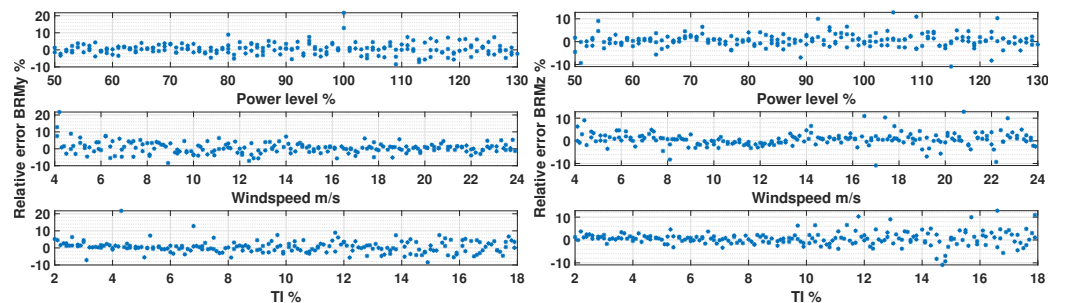 Relative error BRMy %
20
10
0
-10
50 60 70 80 90 100 110 120 130
Power level %
20
10
0
-10
4 6 8 10 12 14 16 18 20 22 24
Windspeed m/s
20
10
0
-10
2 4 6 8 10 12 14 16 18
TI %
Relative error BRMz %
10
0
-10
50 60 70 80 90 100 110 120 130
Power level %
10
0
-10
4 6 8 10 12 14 16 18 20 22 24
Windspeed m/s
10
0
-10
2 4 6 8 10 12 14 16 18
TI %